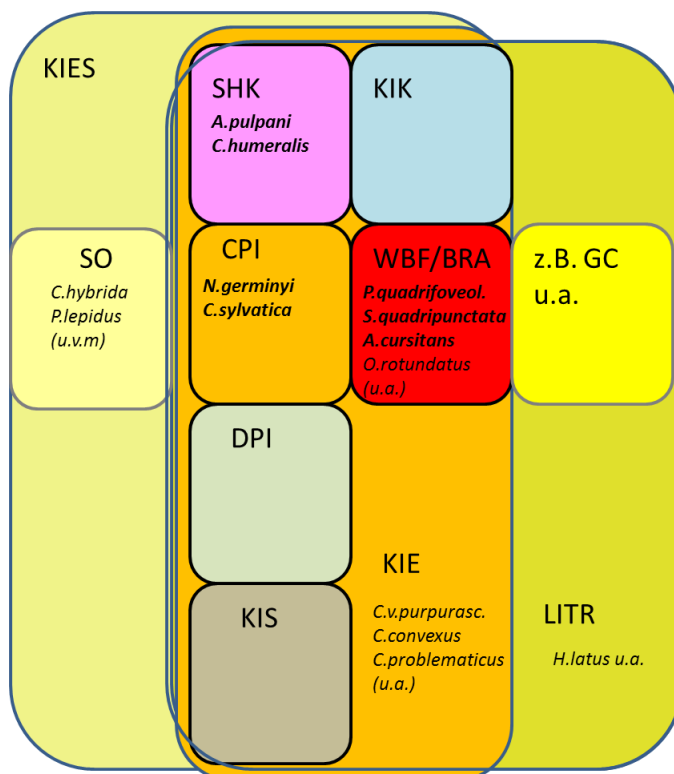 KIES
SHK
A.pulpani
C.humeralis
KIK
SO
C.hybrida
P.lepidus
(u.v.m)
CPI
N.germinyi
C.sylvatica
WBF/BRA
P.quadrifoveol.
S.quadripunctata
A.cursitans
O.rotundatus
(u.a.)
z.B. GC
u.a.
DPI
KIS
KIE
C.v.purpurasc.
C.convexus
C.problematicus
(u.a.)
LITR
H.latus u.a.